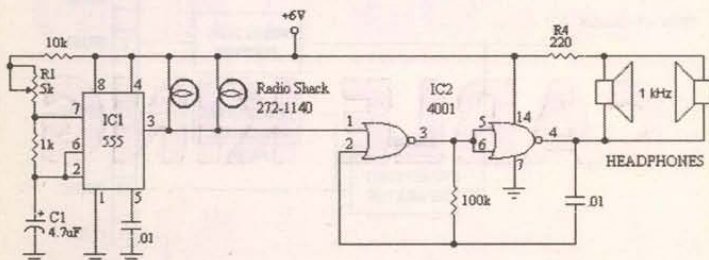 +6V
10k
R4
220
R1
5k
8
4
Radio Shack
272-1140
IC2
4001
7
IC1
555
3
1
2
3
5
6
14
4
7
1 kHz
1k
6
2
HEADPHONES
1
5
100k
.01
C1
4.7uF
.01